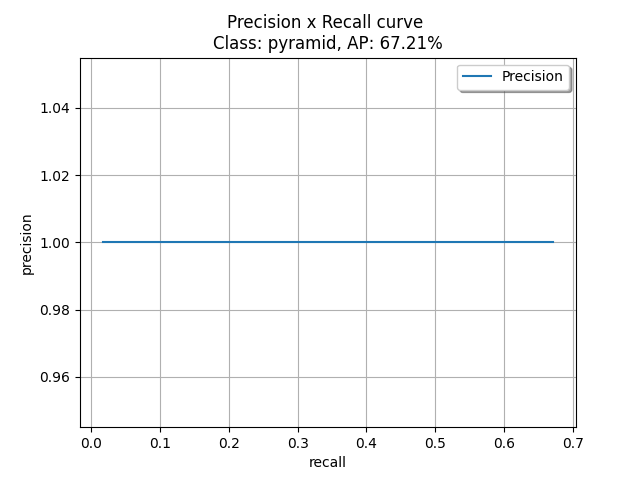 Precision x Recall curve
Class: pyramid, AP: 67.21%
Precision
1.04
1.02
1.00
0.98
0.96
precision
0.0 0.1 0.2 0.3 0.4 0.5 0.6 0.7
recall